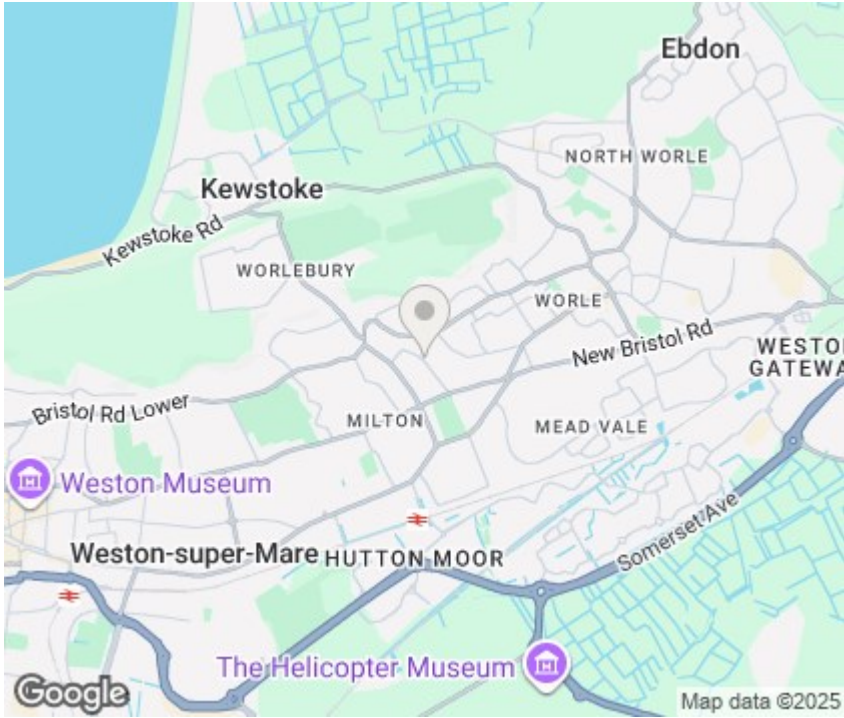 Ebdon
NORTH WORLE
Kewstoke
Kewstoke Rd
WORLEBURY
WORLE
New Bristol Rd
WESTON
GATEWA
Bristol Rd Lower
MILTON
MEAD VALE
Weston Museum
Somerset Ave
Weston-super-Mare
HUTTON MOOR
The Helicopter Museum
Google
Map data ©2025